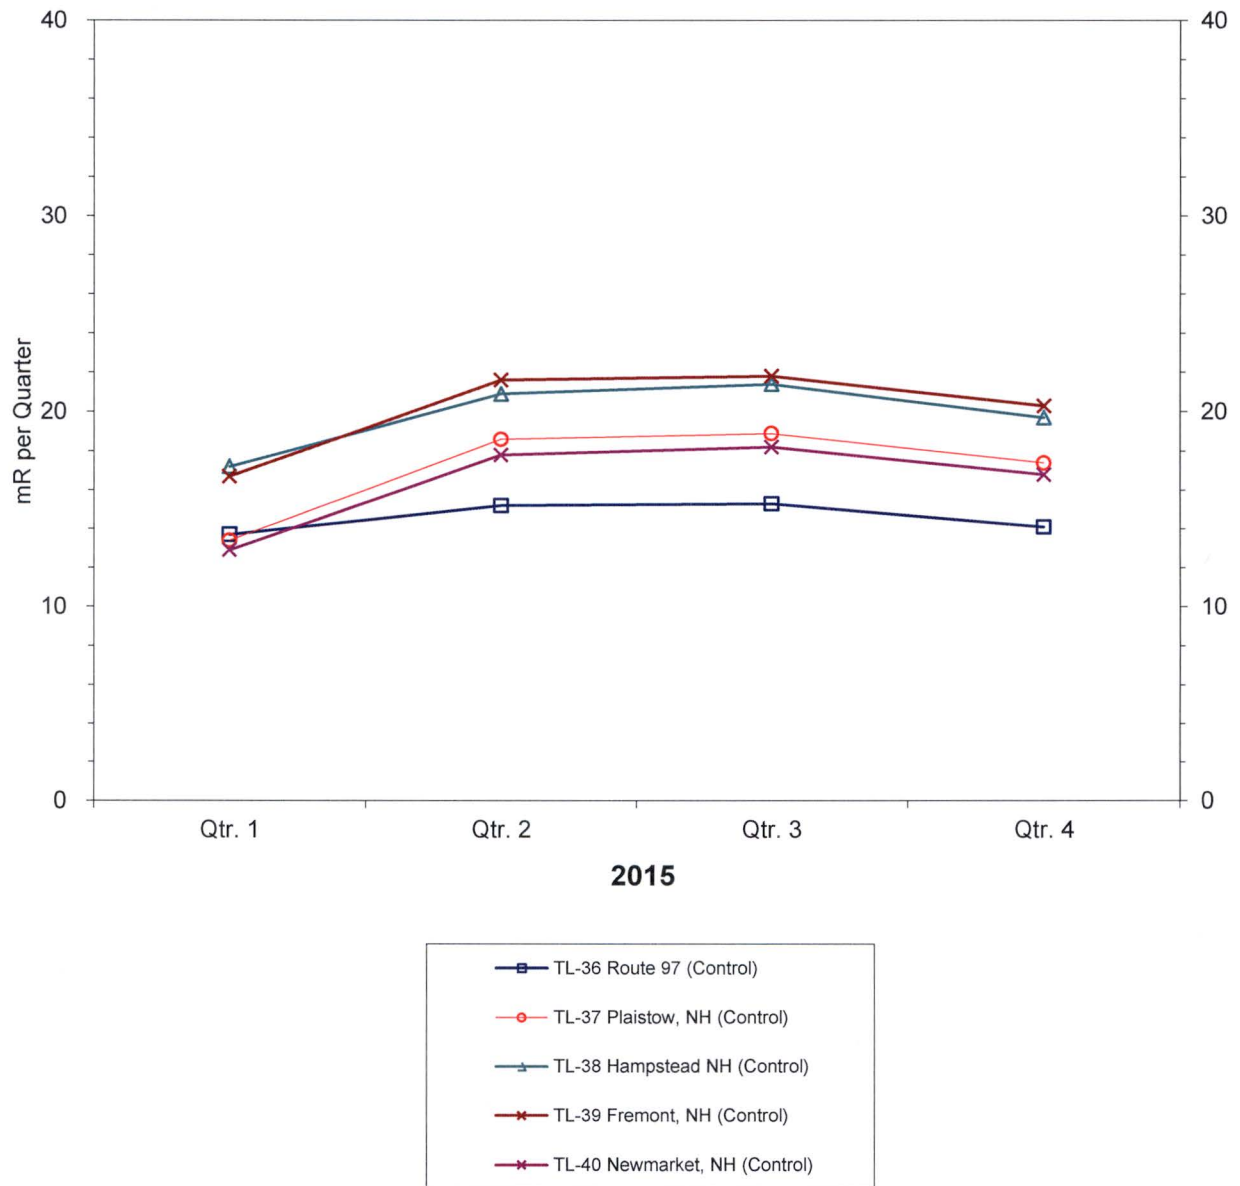 40 40
30 30
mR per Quarter
20 20
10 10
0 0
Qtr. 1 Qtr. 2 Qtr. 3 Qtr. 4
2015
TL-36 Route 97 (Control)
TL-37 Plaistow, NH (Control)
TL-38 Hampstead NH (Control)
TL-39 Fremont, NH (Control)
TL-40 Newmarket, NH (Control)